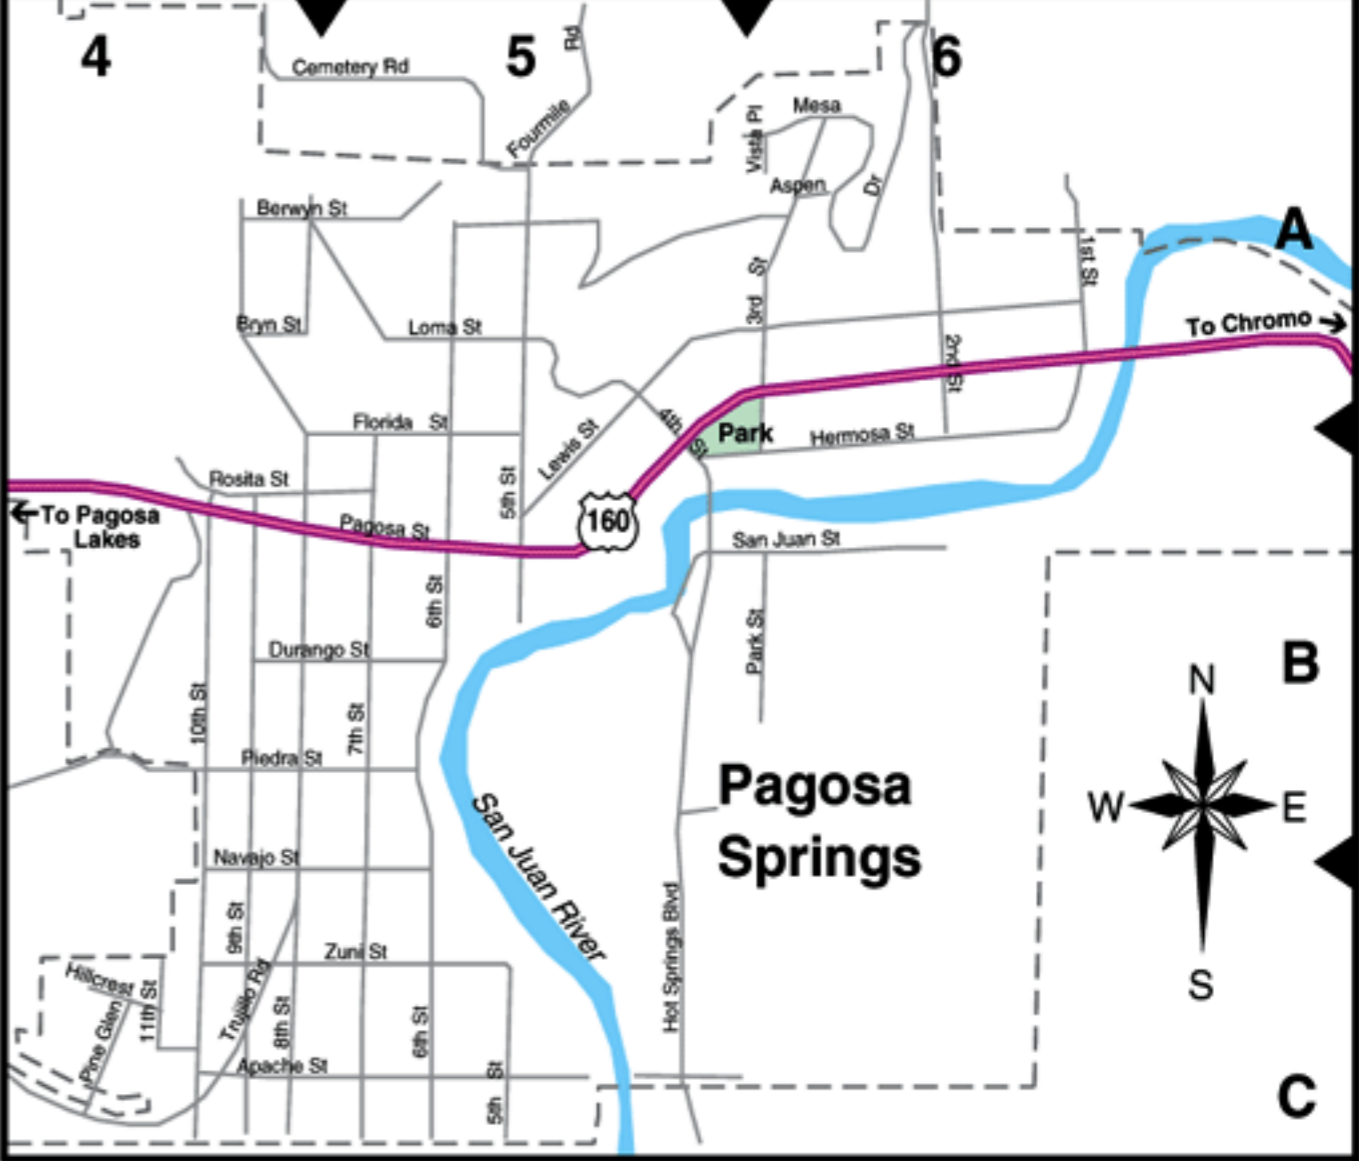 4
5
6
A
B
C
Cemetery Rd
Fourmile
Rd
Mesa
Vista Pl
Aspen
Dr
Berwyn St
Bryn St
Loma St
3rd St
1st St
2nd St
To Chromo
Florida St
4th St
Park
Hermosa St
Lewis St
Rosita St
5th St
Pagosa St
160
To Pagosa
Lakes
San Juan St
6th St
Park St
Durango St
10th St
7th St
Piedra St
Pagosa
Springs
N
W
E
S
San Juan River
Navajo St
9th St
Hot Springs Blvd
Zuni St
Trujillo Rd
Hillcrest
11th St
Pine Glen
8th St
6th St
Apache St
5th St